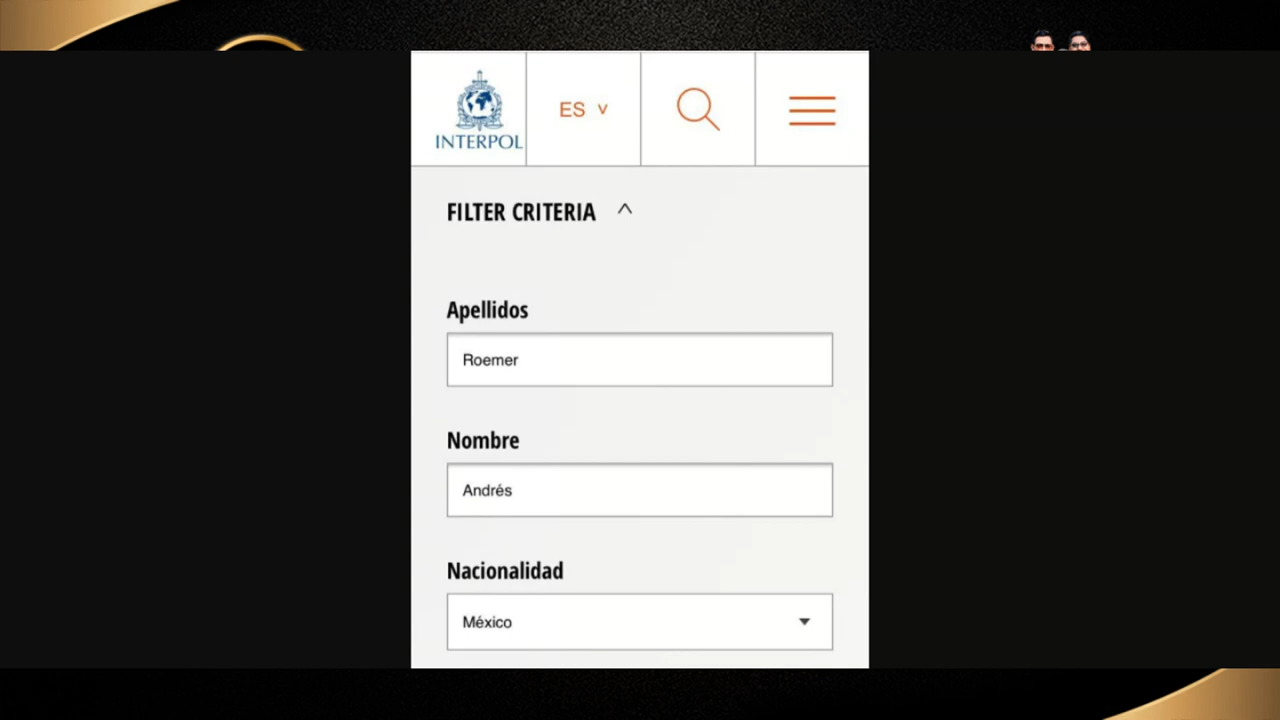 INTERPOL
ES
FILTER CRITERIA
Apellidos
Roemer
Nombre
Andrés
Nacionalidad
México